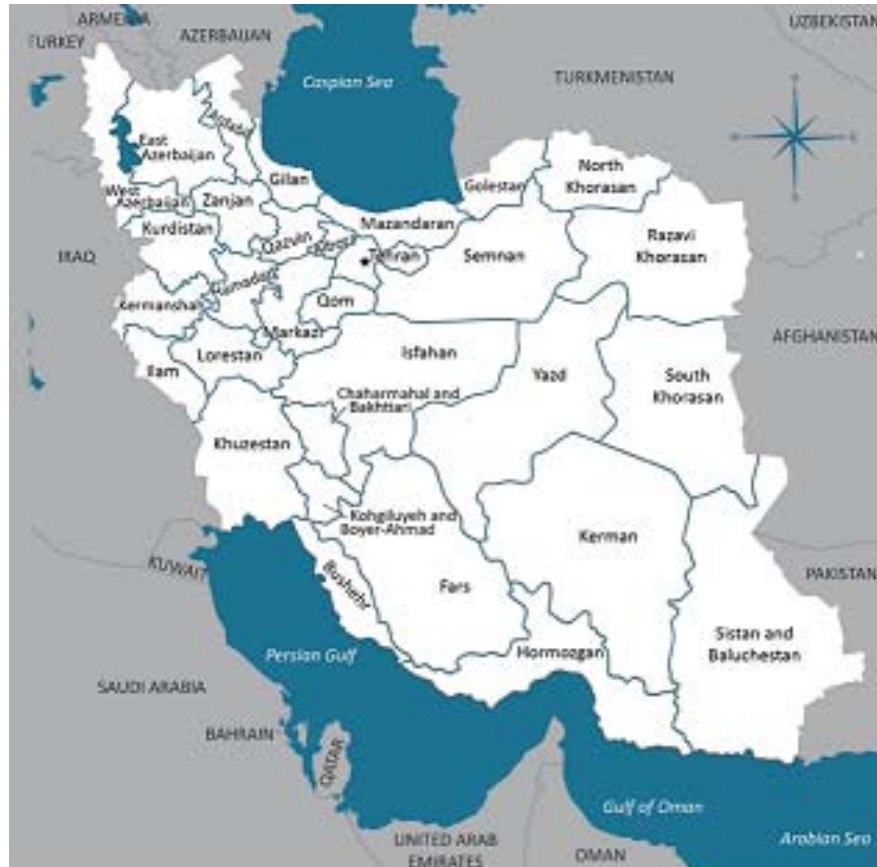 ARMENIA
TURKEY
AZERBAIJAN
UZBEKISTAN
Caspian Sea
TURKMENISTAN
Ardabil
East
Azerbaijan
Gilan
Golestan
North
Khorasan
West
Azerbaijan
Zanjan
Mazandaran
Kurdistan
Qazvin
Alborz
Tehran
Semnan
Razavi
Khorasan
IRAQ
Hamadan
Kermanshah
Qom
Markazi
AFGHANISTAN
Lorestan
Isfahan
Ilam
Yazd
South
Khorasan
Chaharmahal and
Bakhtiari
Khuzestan
Kohgiluyeh and
Boyer-Ahmad
Kerman
KUWAIT
Bushehr
Fars
PAKISTAN
Sistan and
Baluchestan
Hormozgan
Persian Gulf
SAUDI ARABIA
BAHRAIN
QATAR
Gulf of Oman
Arabian Sea
UNITED ARAB
EMIRATES
OMAN